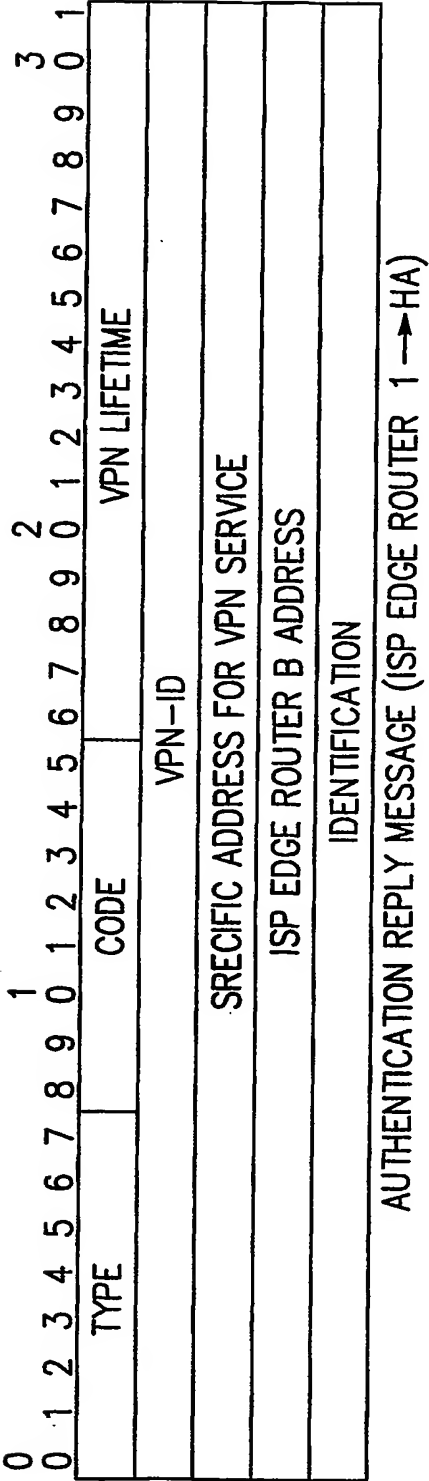 0 1 2 3
0 1 2 3 4 5 6 7 8 9 0 1 2 3 4 5 6 7 8 9 0 1 2 3 4 5 6 7 8 9 0 1
TYPE CODE VPN LIFETIME
VPN-ID
SRECIFIC ADDRESS FOR VPN SERVICE
ISP EDGE ROUTER B ADDRESS
IDENTIFICATION
AUTHENTICATION REPLY MESSAGE (ISP EDGE ROUTER 1 → HA)